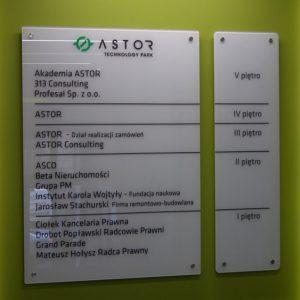 ASTOR
TECHNOLOGY PARK
Akademia ASTOR
313 Consulting
Profesal Sp. z o.o.
V piętro
ASTOR
IV piętro
ASTOR - Dział realizacji zamówień
ASTOR Consulting
III piętro
ASCO
Beta Nieruchomości
Grupa PM
Instytut Karola Wojtyły - Fundacja naukowa
Jarosław Stachurski Firma remontowo-budowlana
II piętro
Ciołek Kancelaria Prawna
Drobot Popławski Radcowie Prawni
Grand Parade
Mateusz Hołysz Radca Prawny
I piętro